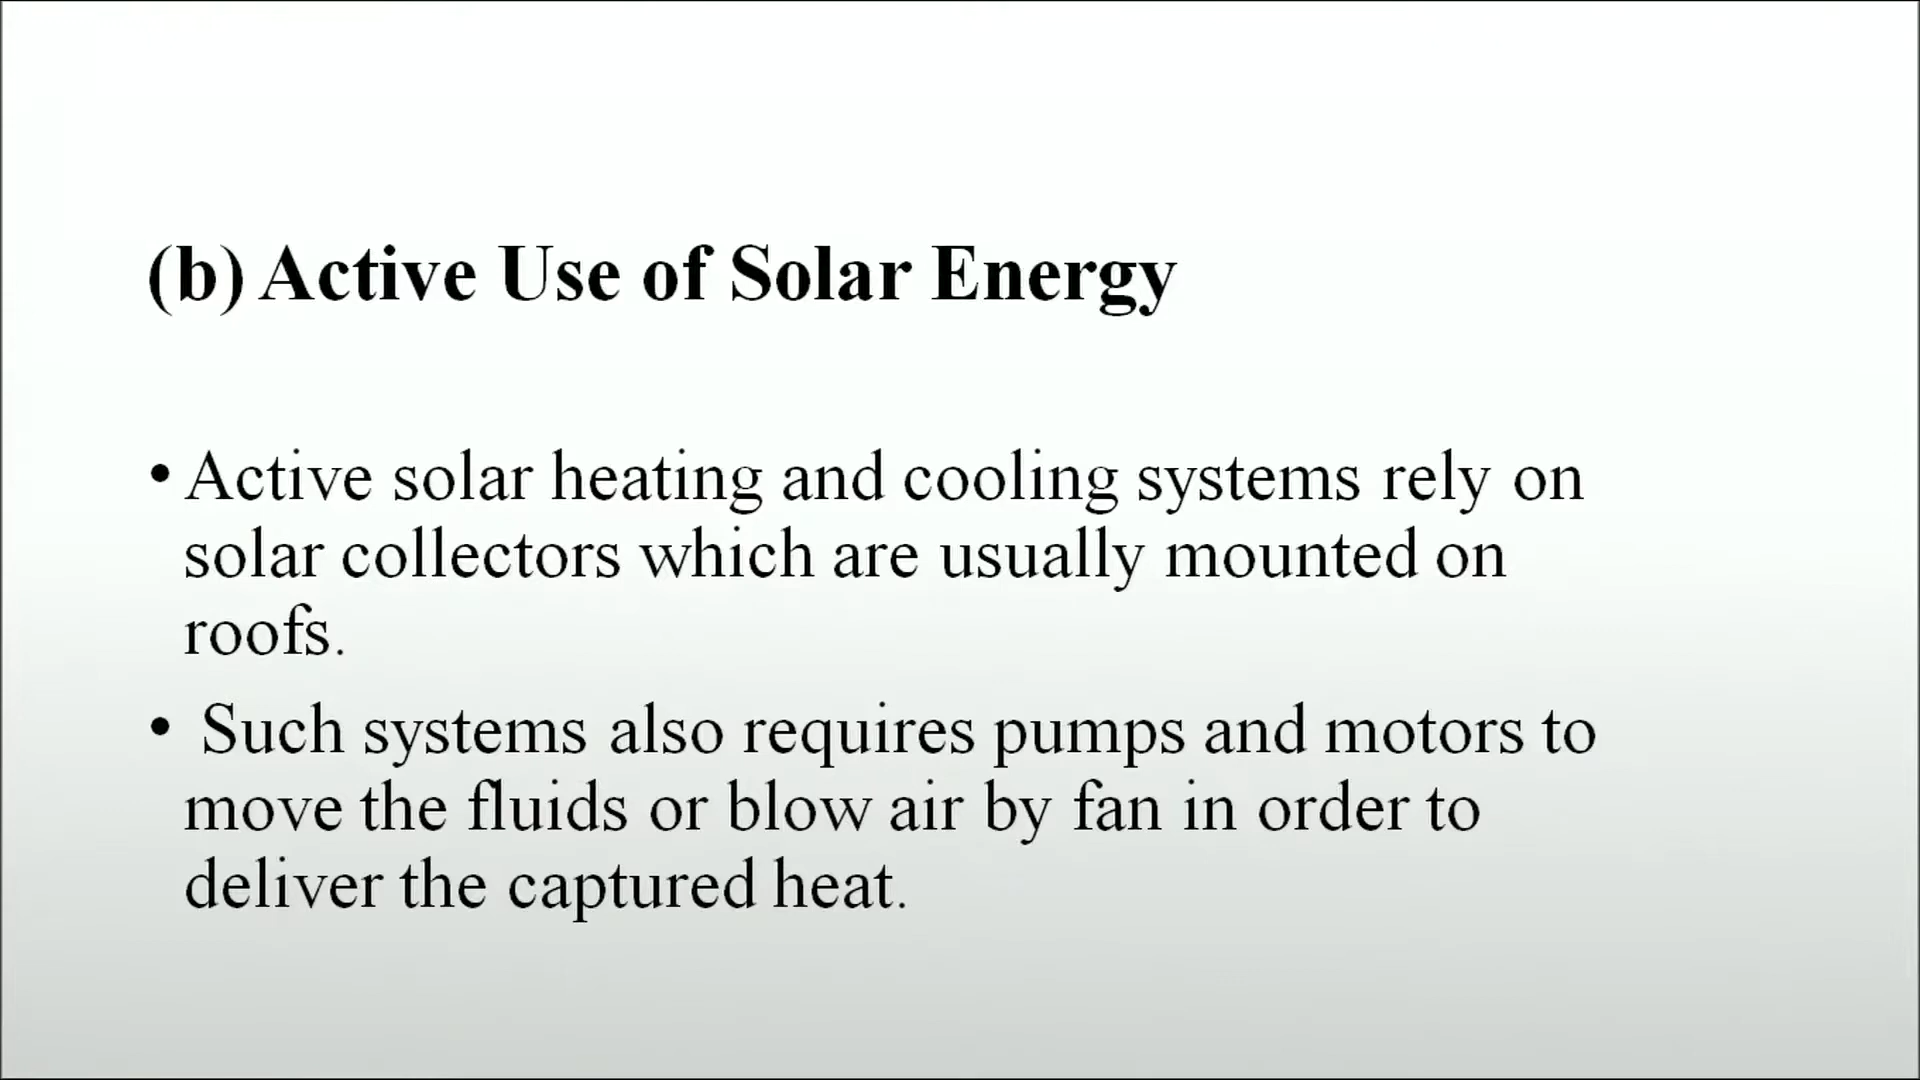 (b) Active Use of Solar Energy
• Active solar heating and cooling systems rely on
solar collectors which are usually mounted on
roofs.
• Such systems also requires pumps and motors to
move the fluids or blow air by fan in order to
deliver the captured heat.